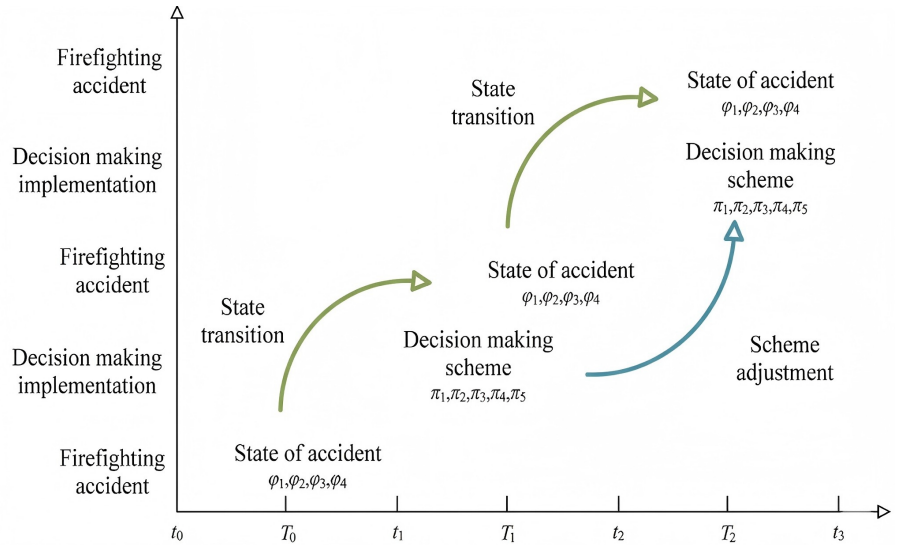 Firefighting
accident
Decision making
implementation
Firefighting
accident
Decision making
implementation
Firefighting
accident
State
transition
State of accident
φ₁,φ₂,φ₃,φ₄
Decision making
scheme
π₁,π₂,π₃,π₄,π₅
State
transition
State of accident
φ₁,φ₂,φ₃,φ₄
Decision making
scheme
π₁,π₂,π₃,π₄,π₅
Scheme
adjustment
State of accident
φ₁,φ₂,φ₃,φ₄
t₀ T₀ t₁ T₁ t₂ T₂ t₃